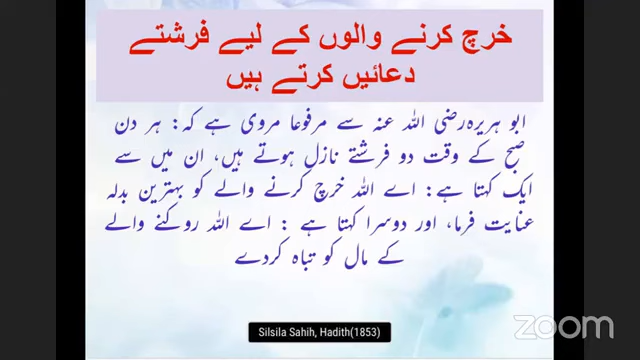 خرچ کرنے والوں کے لیے فرشتے
دعائیں کرتے ہیں
ابو ہریرہ رضی اللہ عنہ سے مرفوعا مروی ہے کہ: ہر دن
صبح کے وقت دو فرشتے نازل ہوتے ہیں، ان میں سے
ایک کہتا ہے: اے اللہ خرچ کرنے والے کو بہترین بدلہ
عنایت فرما، اور دوسرا کہتا ہے : اے اللہ روکنے والے
کے مال کو تباہ کردے
Silsila Sahih, Hadith(1853)
zoom